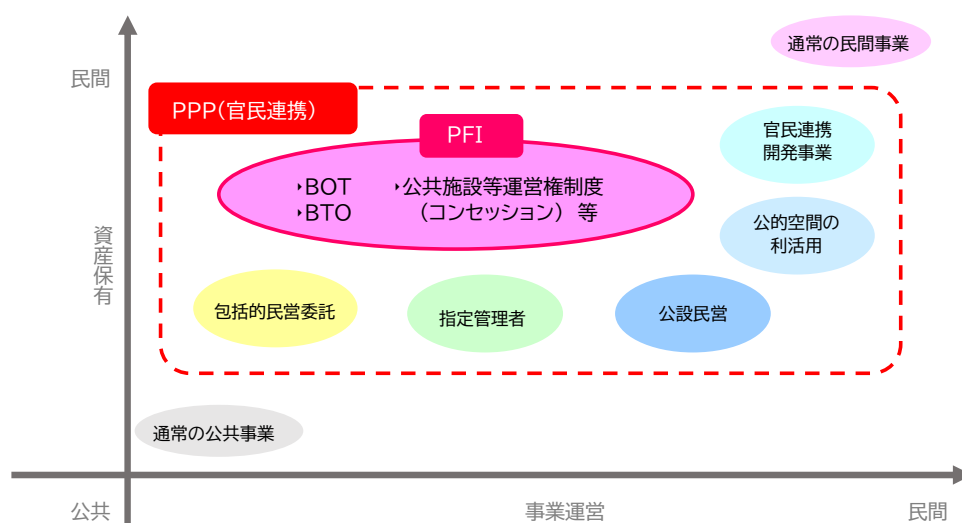 通常の民間事業
民間
PPP(官民連携)
PFI
官民連携
開発事業
‣BOT ‣公共施設等運営権制度
‣BTO （コンセッション）等
公的空間の
利活用
資産保有
包括的民営委託
指定管理者
公設民営
通常の公共事業
公共
事業運営
民間